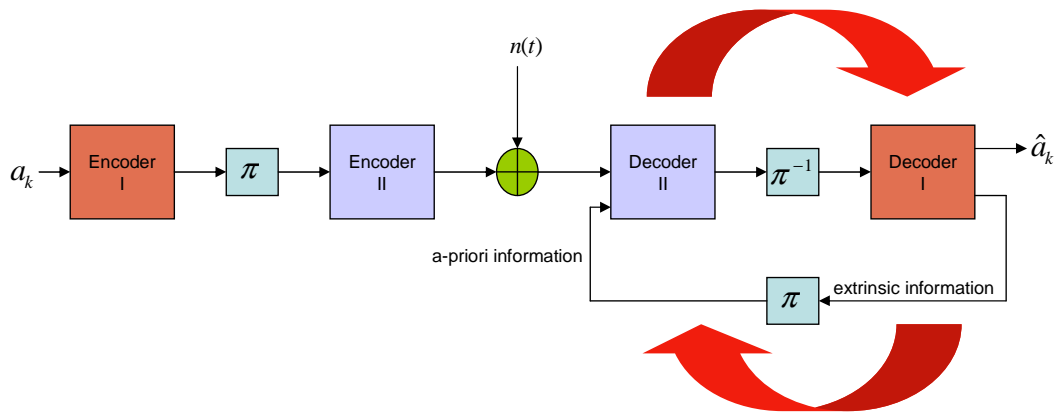 n(t)
a_k
Encoder
I
π
Encoder
II
Decoder
II
π⁻¹
Decoder
I
â_k
a-priori information
π
extrinsic information